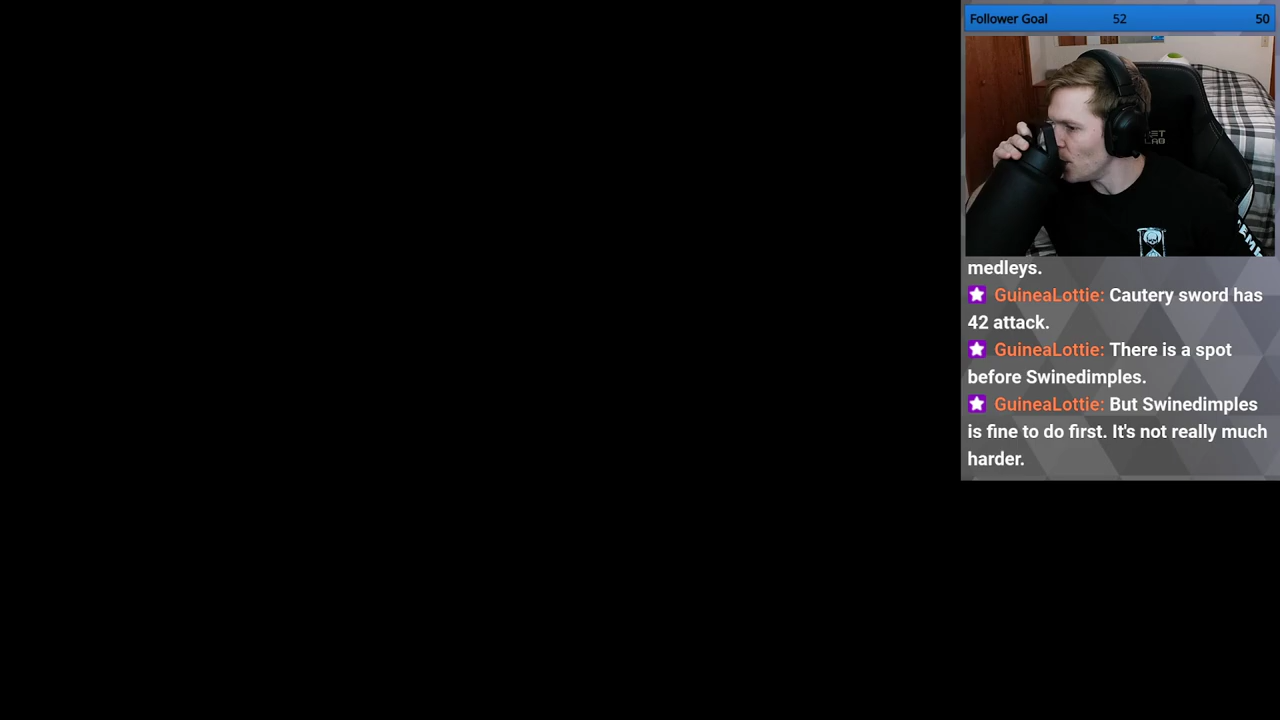 Follower Goal 52 50
medleys.
GuineaLottie: Cautery sword has
42 attack.
GuineaLottie: There is a spot
before Swinedimples.
GuineaLottie: But Swinedimples
is fine to do first. It's not really much
harder.